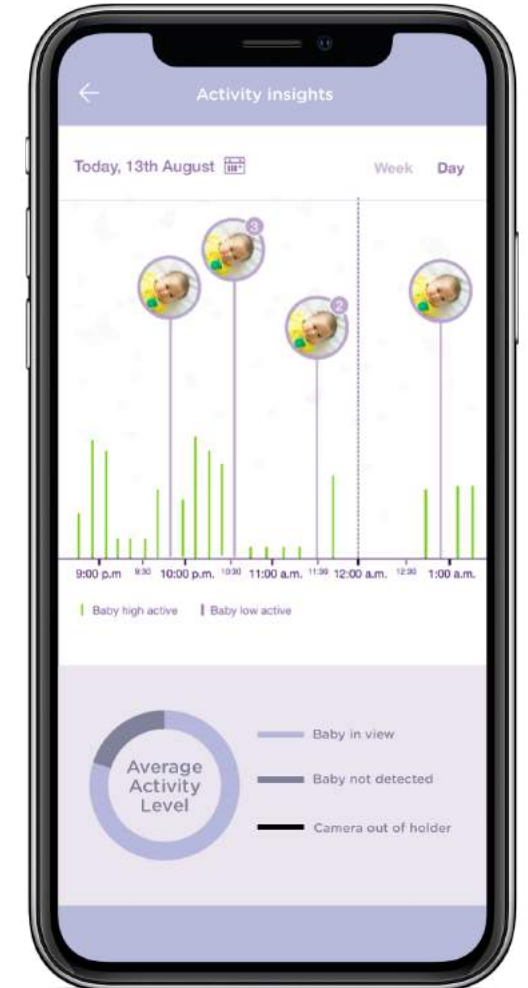 Activity insights
Today, 13th August
Week Day
3
2
9:00 p.m 9:30 10:00 p.m. 10:30 11:00 a.m. 11:30 12:00 a.m. 12:30 1:00 a.m.
Baby high active Baby low active
Average
Activity
Level
Baby in view
Baby not detected
Camera out of holder